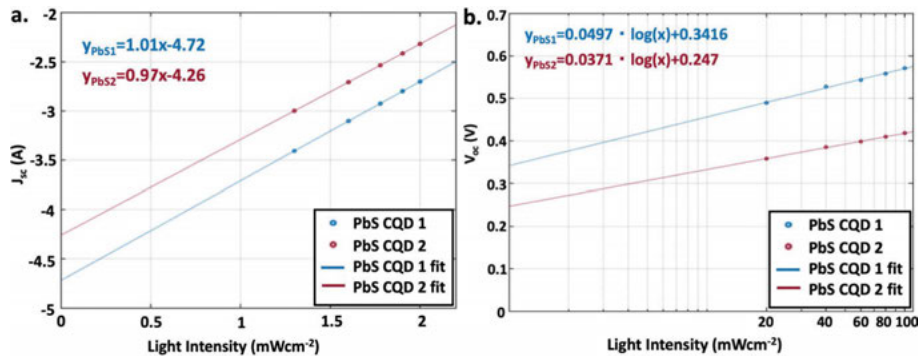 a.
y_PbS1=1.01x-4.72
y_PbS2=0.97x-4.26
-2
-2.5
-3
-3.5
-4
-4.5
-5
J_sc (A)
PbS CQD 1
PbS CQD 2
PbS CQD 1 fit
PbS CQD 2 fit
0 0.5 1 1.5 2
Light Intensity (mWcm⁻²)
b.
y_PbS1=0.0497 · log(x)+0.3416
y_PbS2=0.0371 · log(x)+0.247
0.7
0.6
0.5
0.4
0.3
0.2
0.1
0
V_oc (V)
PbS CQD 1
PbS CQD 2
PbS CQD 1 fit
PbS CQD 2 fit
20 40 60 80 100
Light Intensity (mWcm⁻²)